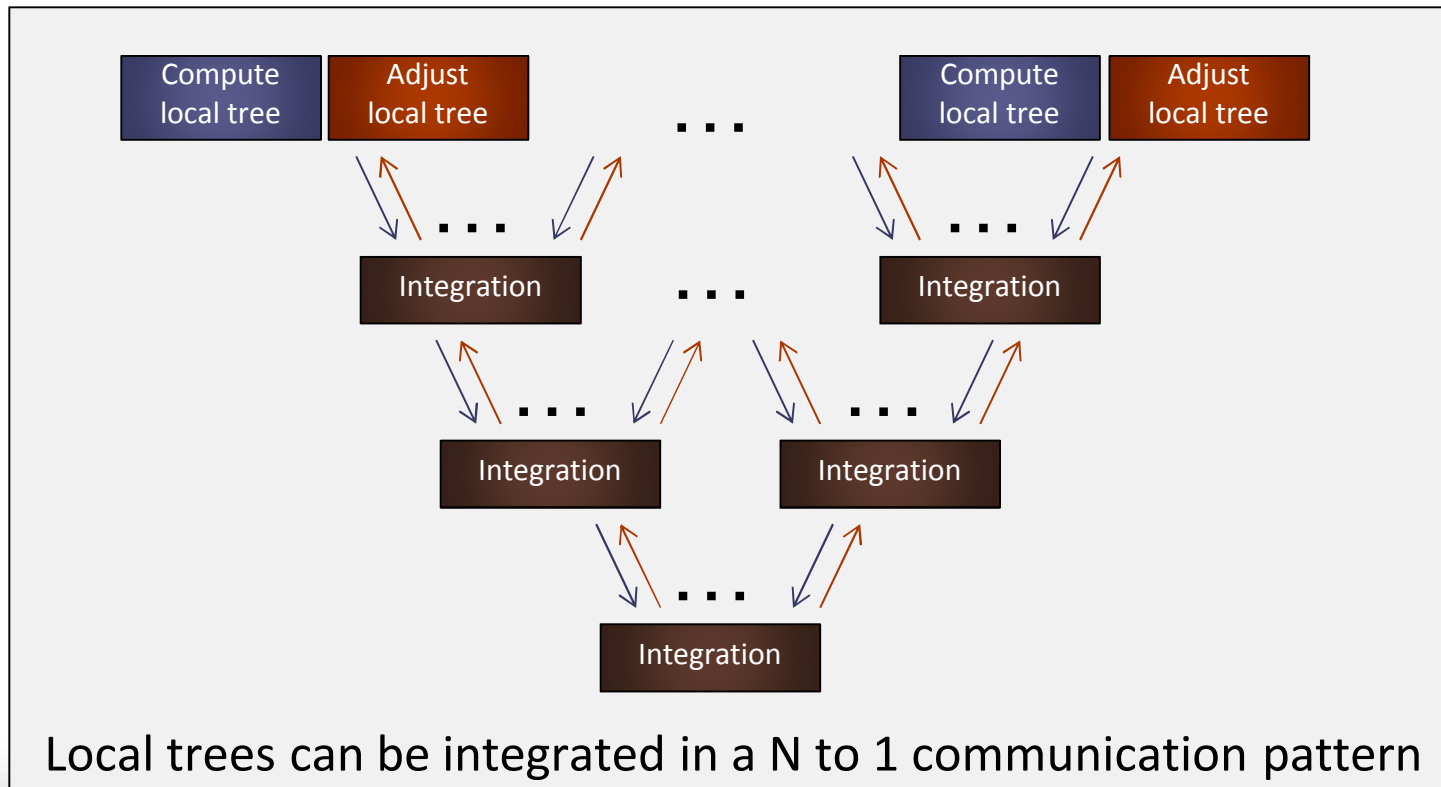 Compute
local tree
Adjust
local tree
...
Compute
local tree
Adjust
local tree
...
...
Integration
...
Integration
...
...
Integration
Integration
...
Integration
Local trees can be integrated in a N to 1 communication pattern